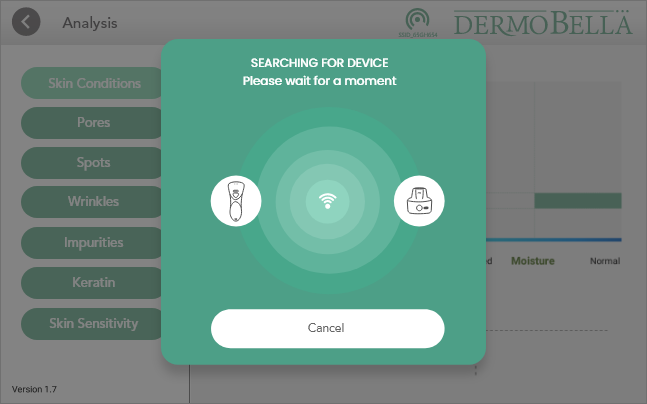 Analysis
DERMOBELLA
SEARCHING FOR DEVICE
Please wait for a moment
Skin Conditions
Pores
Spots
Wrinkles
Impurities
Keratin
Skin Sensitivity
ed Moisture Normal
Cancel
Version 1.7